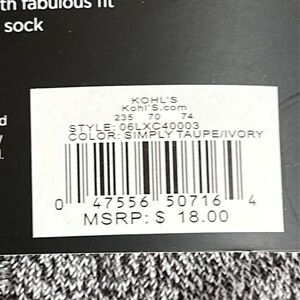 th fabulous fit
sock
KOHL'S
Kohl'S.com
235 70 74
STYLE: 06LXC40003
COLOR: SIMPLY TAUPE/IVORY
0 47556 50716 4
MSRP: $ 18.00